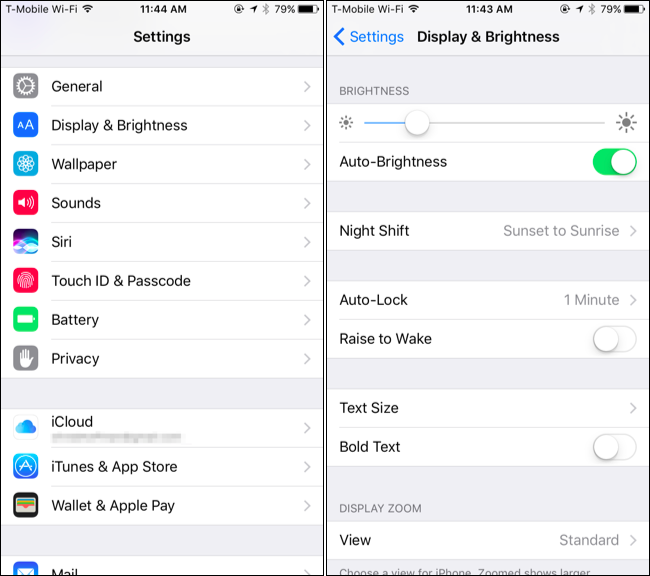 T-Mobile Wi-Fi 11:44 AM 79%
Settings
General
AA Display & Brightness
Wallpaper
Sounds
Siri
Touch ID & Passcode
Battery
Privacy
iCloud
iTunes & App Store
Wallet & Apple Pay
Mail
T-Mobile Wi-Fi 11:43 AM 79%
Settings Display & Brightness
BRIGHTNESS
Auto-Brightness
Night Shift Sunset to Sunrise
Auto-Lock 1 Minute
Raise to Wake
Text Size
Bold Text
DISPLAY ZOOM
View Standard
Choose a view for iPhone. Zoomed shows larger